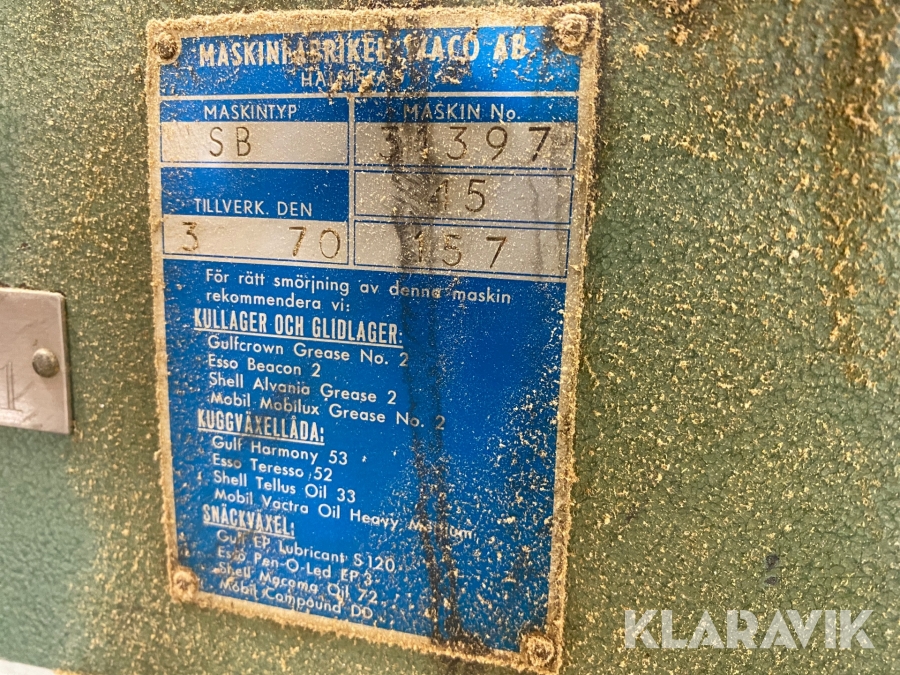 MASKINFABRIKEN
AB
MASKINTYP
MASKIN No.
SB
31397
15
TILLVERK. DEN
3 70
157
För rätt smörjning av denna maskin
rekommendera vi:
KULLAGER OCH GLIDLAGER:
Gulfcrown Grease No. 2
Esso Beacon 2
Shell Alvania Grease 2
Mobil Mobilux Grease No. 2
KUGGVÄXELLÅDA:
Gulf Harmony 53
Esso Teresso 52
Shell Tellus Oil 33
Mobil Vactra Oil Heavy Medium
SNÄCKVÄXEL:
Gulf EP Lubricant S 120
Esso Pen-O-Led EP 3
Shell Macoma Oil 72
Mobil Compound DD
KLARAVIK